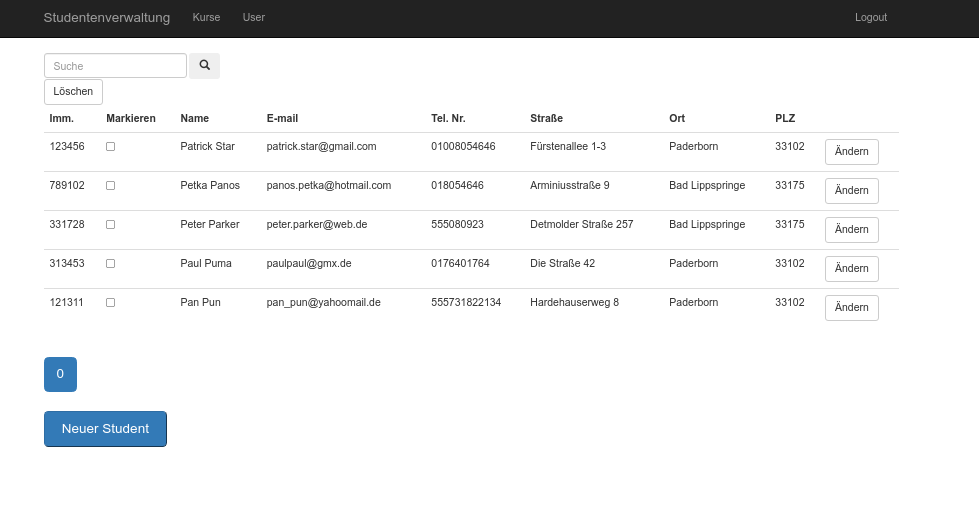 Studentenverwaltung Kurse User Logout
Suche
Löschen
Imm. Markieren Name E-mail Tel. Nr. Straße Ort PLZ
123456 Patrick Star patrick.star@gmail.com 01008054646 Fürstenallee 1-3 Paderborn 33102 Ändern
789102 Petka Panos panos.petka@hotmail.com 018054646 Arminiusstraße 9 Bad Lippspringe 33175 Ändern
331728 Peter Parker peter.parker@web.de 555080923 Detmolder Straße 257 Bad Lippspringe 33175 Ändern
313453 Paul Puma paulpaul@gmx.de 0176401764 Die Straße 42 Paderborn 33102 Ändern
121311 Pan Pun pan_pun@yahoomail.de 555731822134 Hardehauserweg 8 Paderborn 33102 Ändern
0
Neuer Student